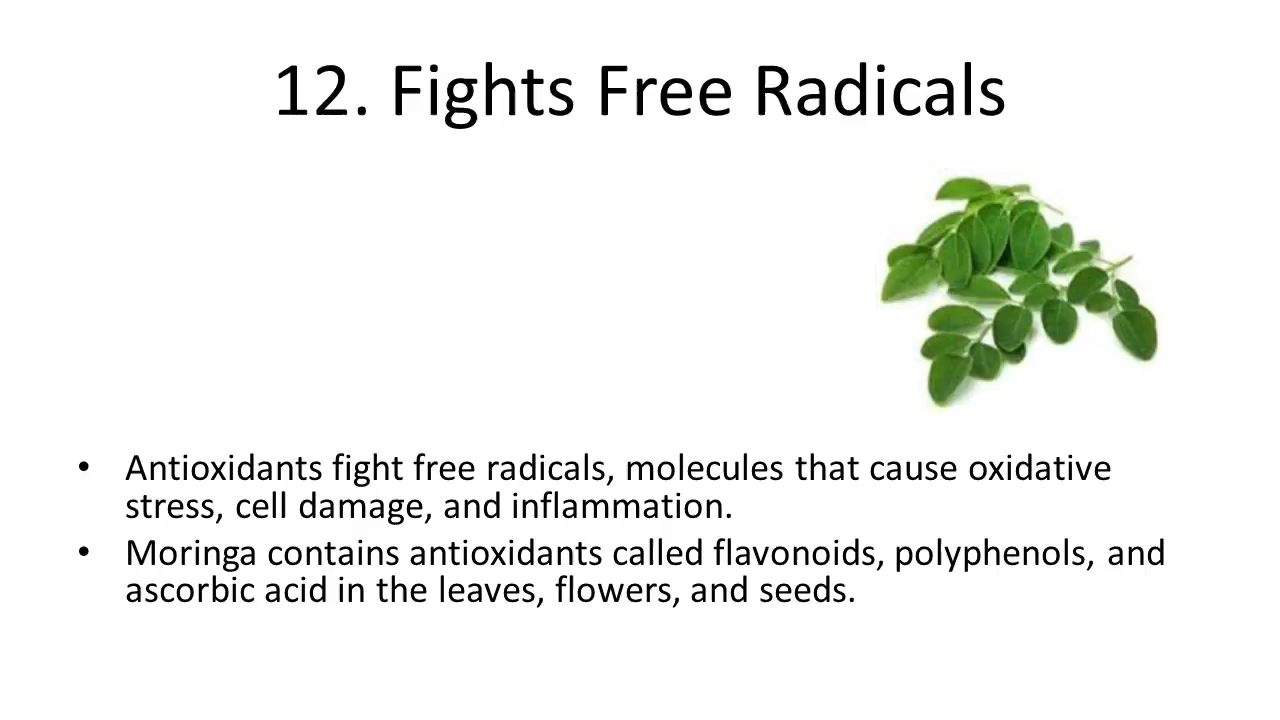 12. Fights Free Radicals
• Antioxidants fight free radicals, molecules that cause oxidative
stress, cell damage, and inflammation.
• Moringa contains antioxidants called flavonoids, polyphenols, and
ascorbic acid in the leaves, flowers, and seeds.